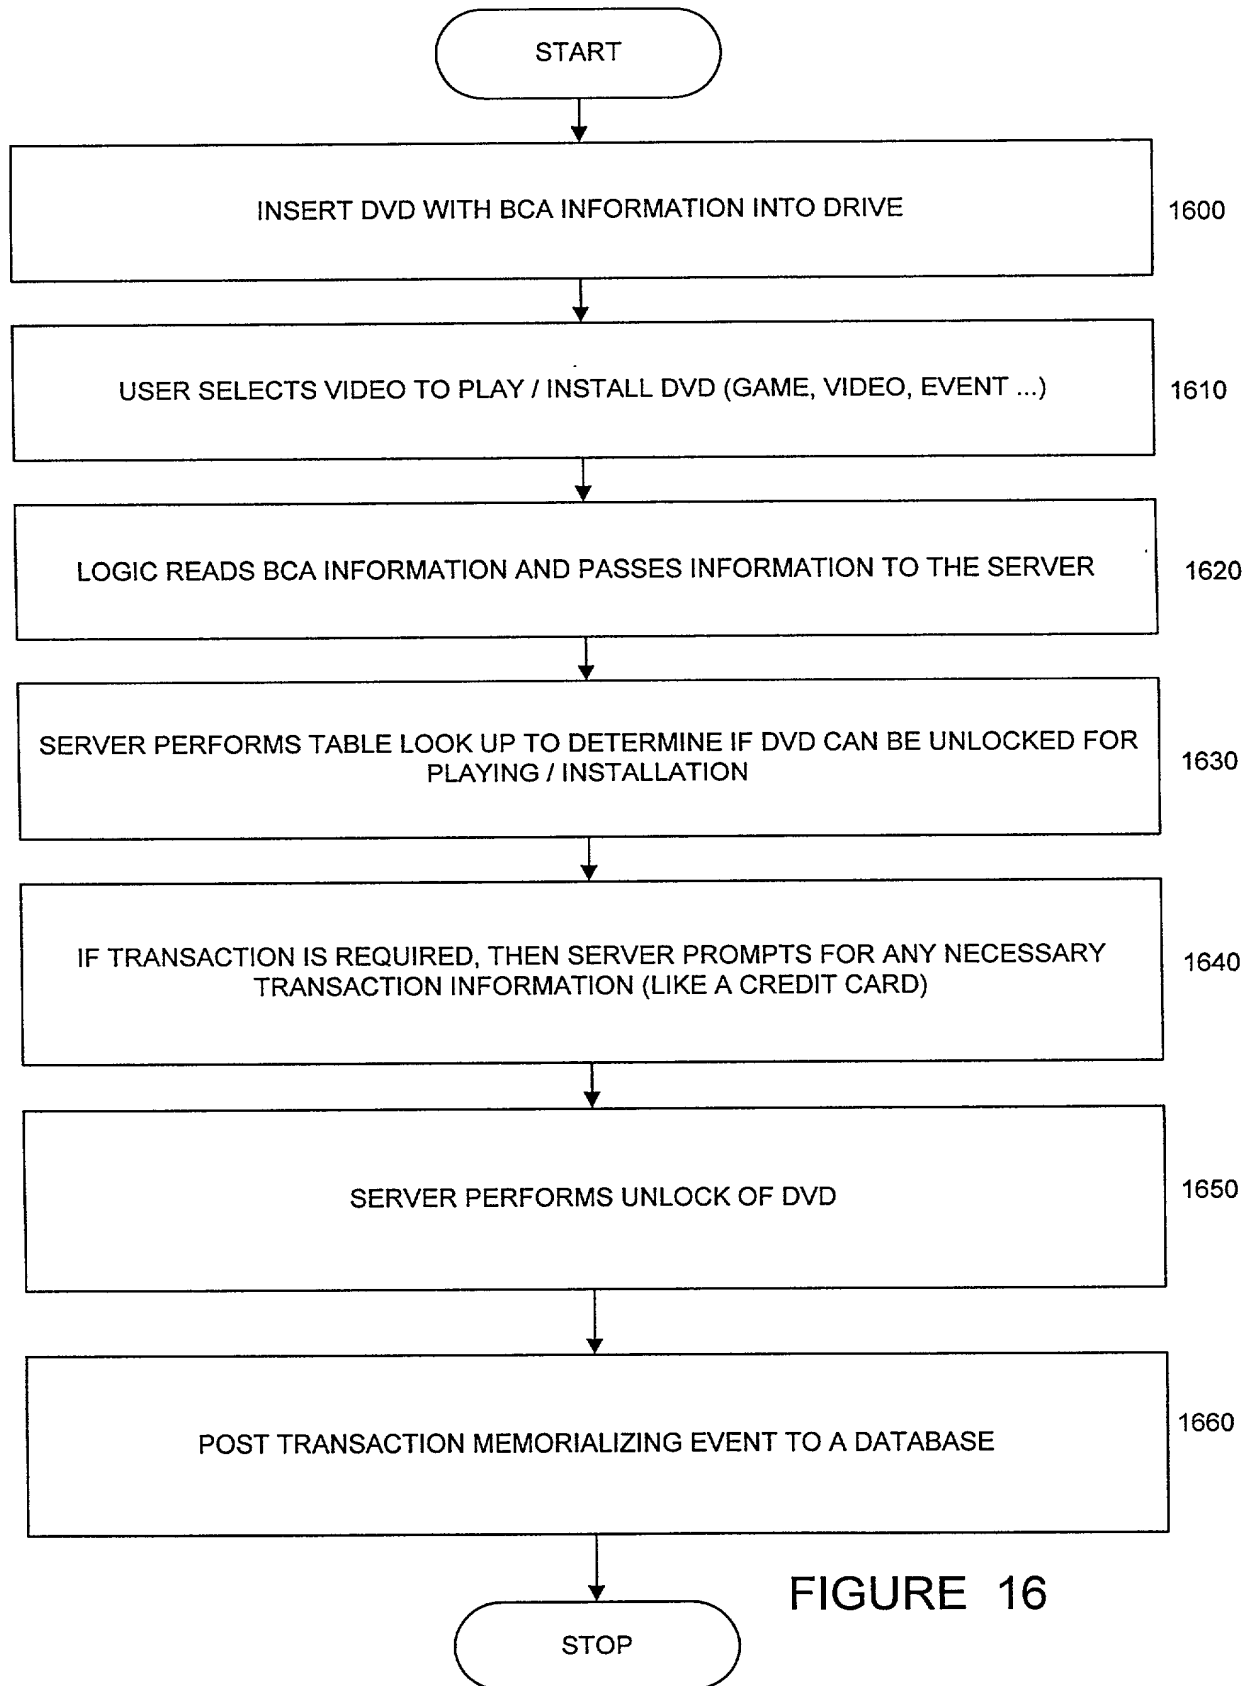 START
INSERT DVD WITH BCA INFORMATION INTO DRIVE
1600
USER SELECTS VIDEO TO PLAY / INSTALL DVD (GAME, VIDEO, EVENT ...)
1610
LOGIC READS BCA INFORMATION AND PASSES INFORMATION TO THE SERVER
1620
SERVER PERFORMS TABLE LOOK UP TO DETERMINE IF DVD CAN BE UNLOCKED FOR
PLAYING / INSTALLATION
1630
IF TRANSACTION IS REQUIRED, THEN SERVER PROMPTS FOR ANY NECESSARY
TRANSACTION INFORMATION (LIKE A CREDIT CARD)
1640
SERVER PERFORMS UNLOCK OF DVD
1650
POST TRANSACTION MEMORIALIZING EVENT TO A DATABASE
1660
FIGURE 16
STOP